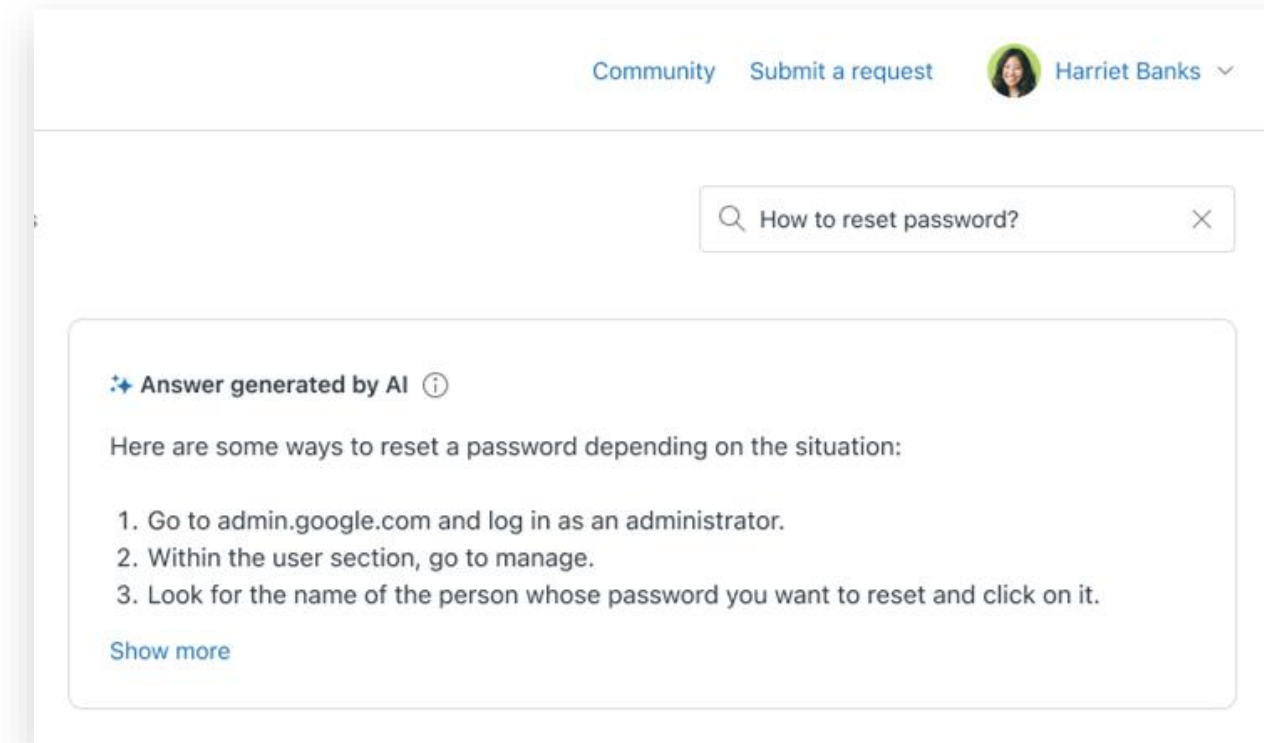 Community Submit a request Harriet Banks
s
How to reset password?
Answer generated by AI
Here are some ways to reset a password depending on the situation:
1. Go to admin.google.com and log in as an administrator.
2. Within the user section, go to manage.
3. Look for the name of the person whose password you want to reset and click on it.
Show more